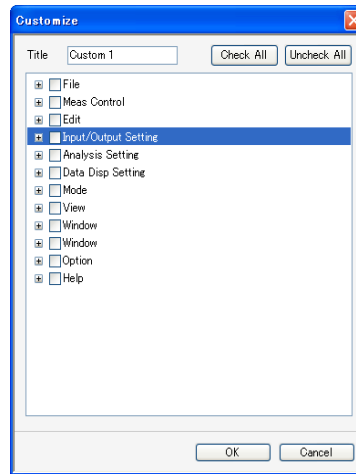 Customize
Title Custom 1 Check All Uncheck All
File
Meas Control
Edit
Input/Output Setting
Analysis Setting
Data Disp Setting
Mode
View
Window
Window
Option
Help
OK Cancel